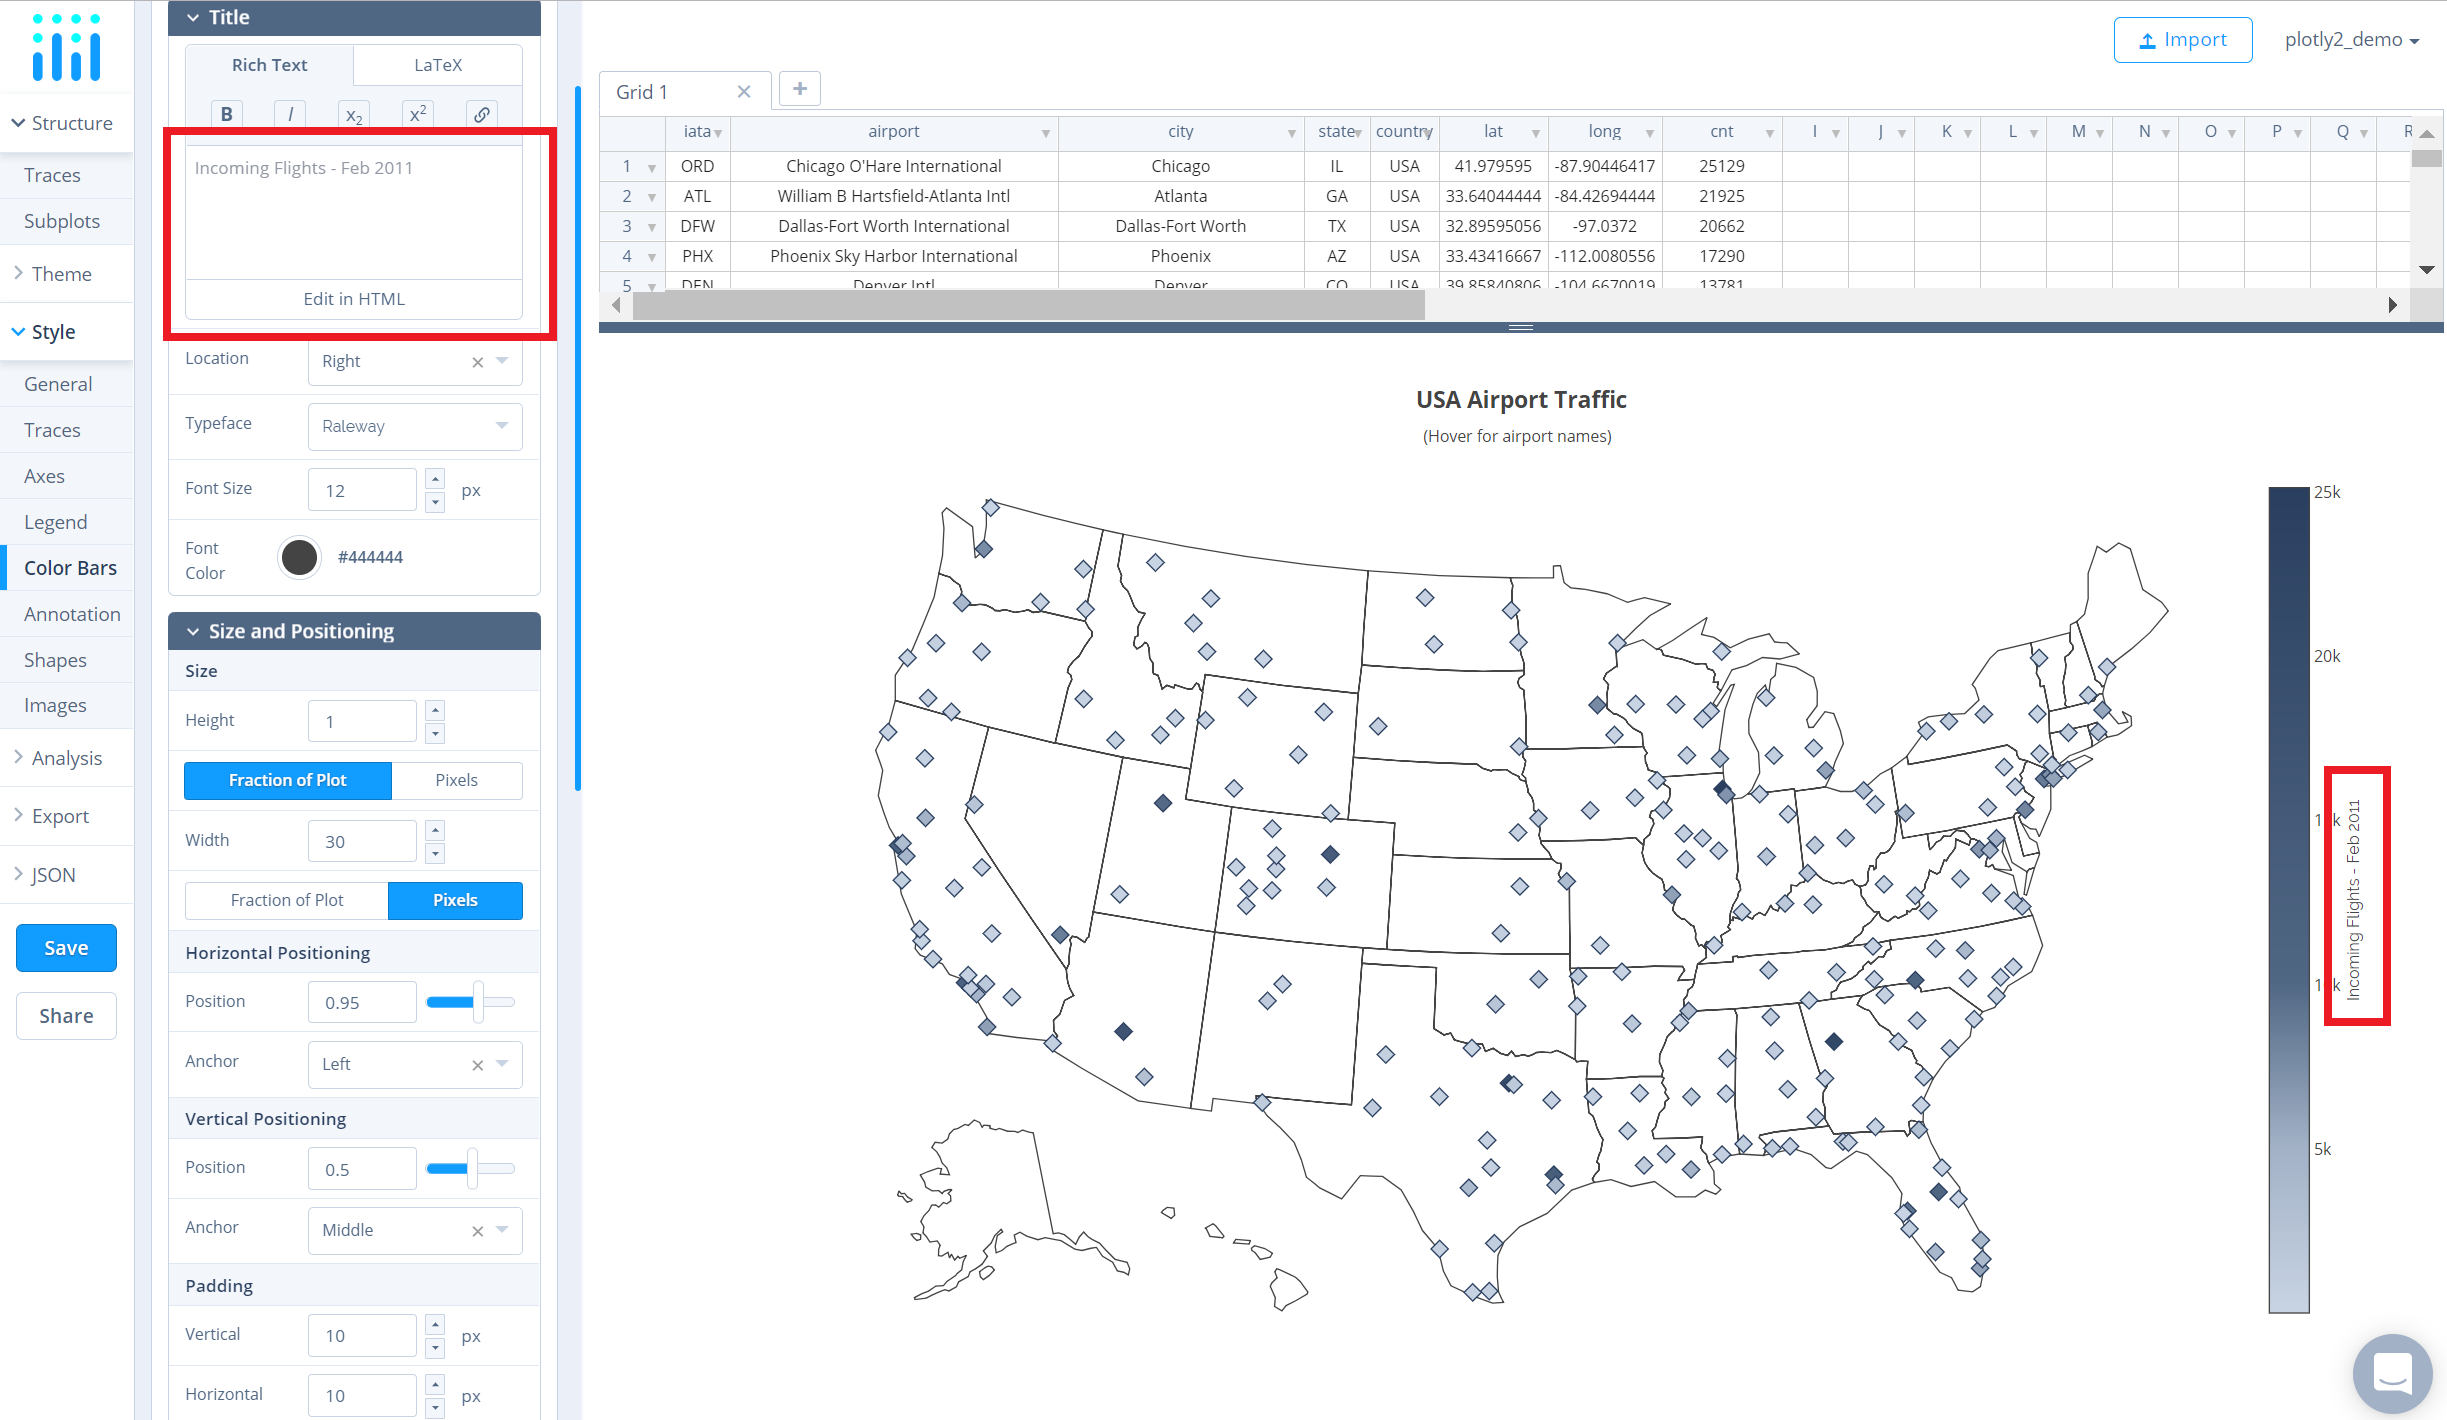 Title
Rich Text
LaTeX
B
I
x2
x2
Incoming Flights - Feb 2011
Edit in HTML
Location
Right
Typeface
Raleway
Font Size
12
px
Font Color
#444444
Size and Positioning
Size
Height
1
Fraction of Plot
Pixels
Width
30
Fraction of Plot
Pixels
Horizontal Positioning
Position
0.95
Anchor
Left
Vertical Positioning
Position
0.5
Anchor
Middle
Padding
Vertical
10
px
Horizontal
10
px
Structure
Traces
Subplots
Theme
Style
General
Traces
Axes
Legend
Color Bars
Annotation
Shapes
Images
Analysis
Export
JSON
Save
Share
Import
plotly2_demo
Grid 1
iata airport city state country lat long cnt I J K L M N O P Q R
1 ORD Chicago O'Hare International Chicago IL USA 41.979595 -87.90446417 25129
2 ATL William B Hartsfield-Atlanta Intl Atlanta GA USA 33.64044444 -84.42694444 21925
3 DFW Dallas-Fort Worth International Dallas-Fort Worth TX USA 32.89595056 -97.0372 20662
4 PHX Phoenix Sky Harbor International Phoenix AZ USA 33.43416667 -112.0080556 17290
5 DEN Denver Intl Denver CO USA 39.85840806 -104.6670019 13781
USA Airport Traffic
(Hover for airport names)
25k
20k
5k
Incoming Flights - Feb 2011